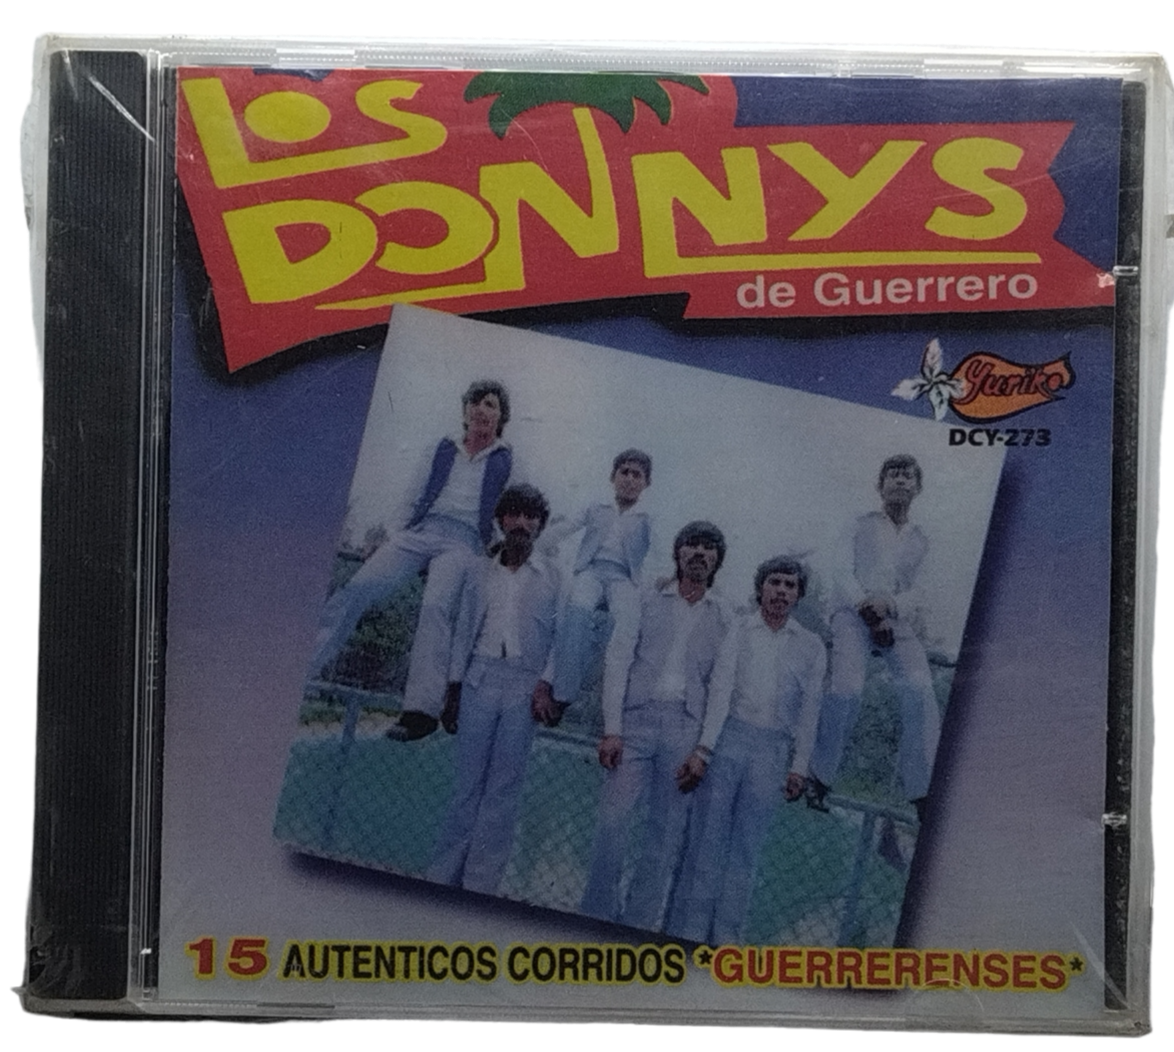 LOS
DONNYS
de Guerrero
Yuriko
DCY-273
15 AUTENTICOS CORRIDOS *GUERRERENSES*